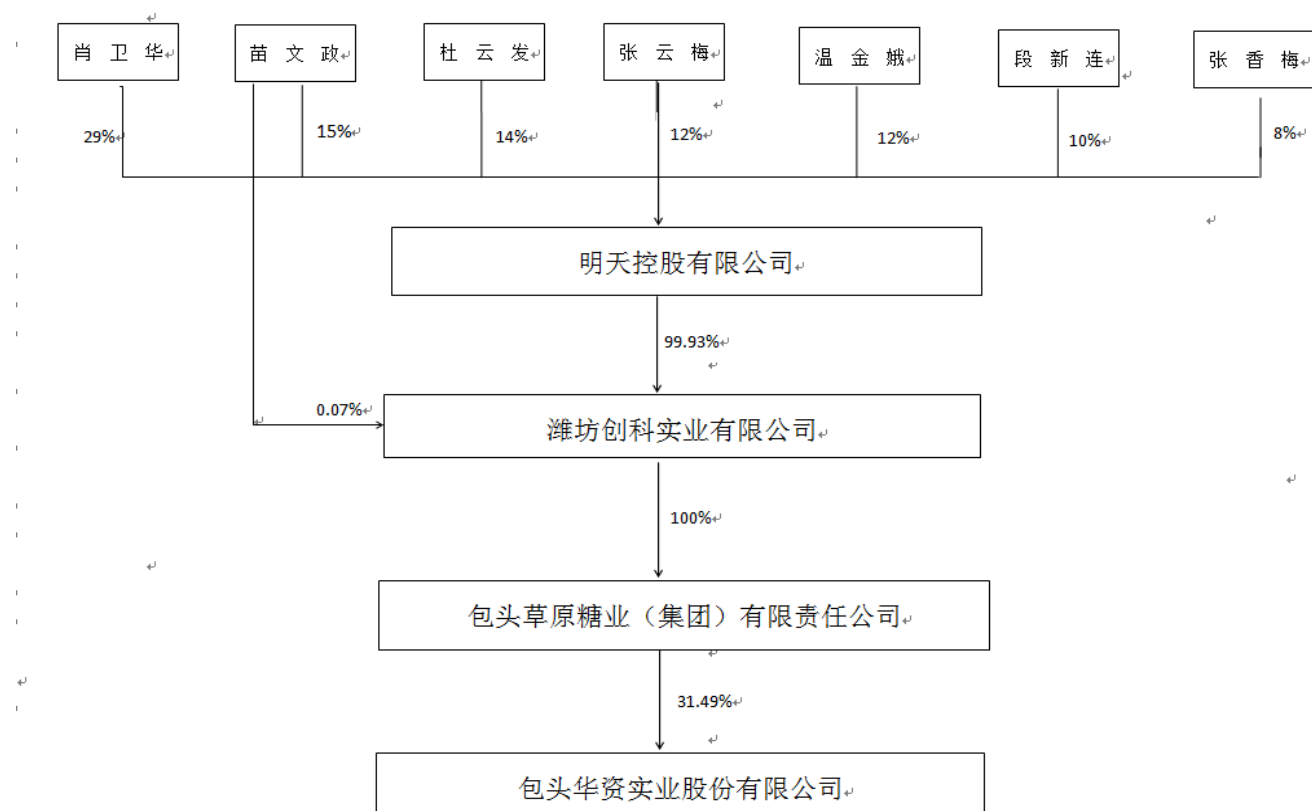 肖 卫 华
苗 文 政
杜 云 发
张 云 梅
温 金 娥
段 新 连
张 香 梅
29%
15%
14%
12%
12%
10%
8%
明天控股有限公司
99.93%
0.07%
潍坊创科实业有限公司
100%
包头草原糖业（集团）有限责任公司
31.49%
包头华资实业股份有限公司